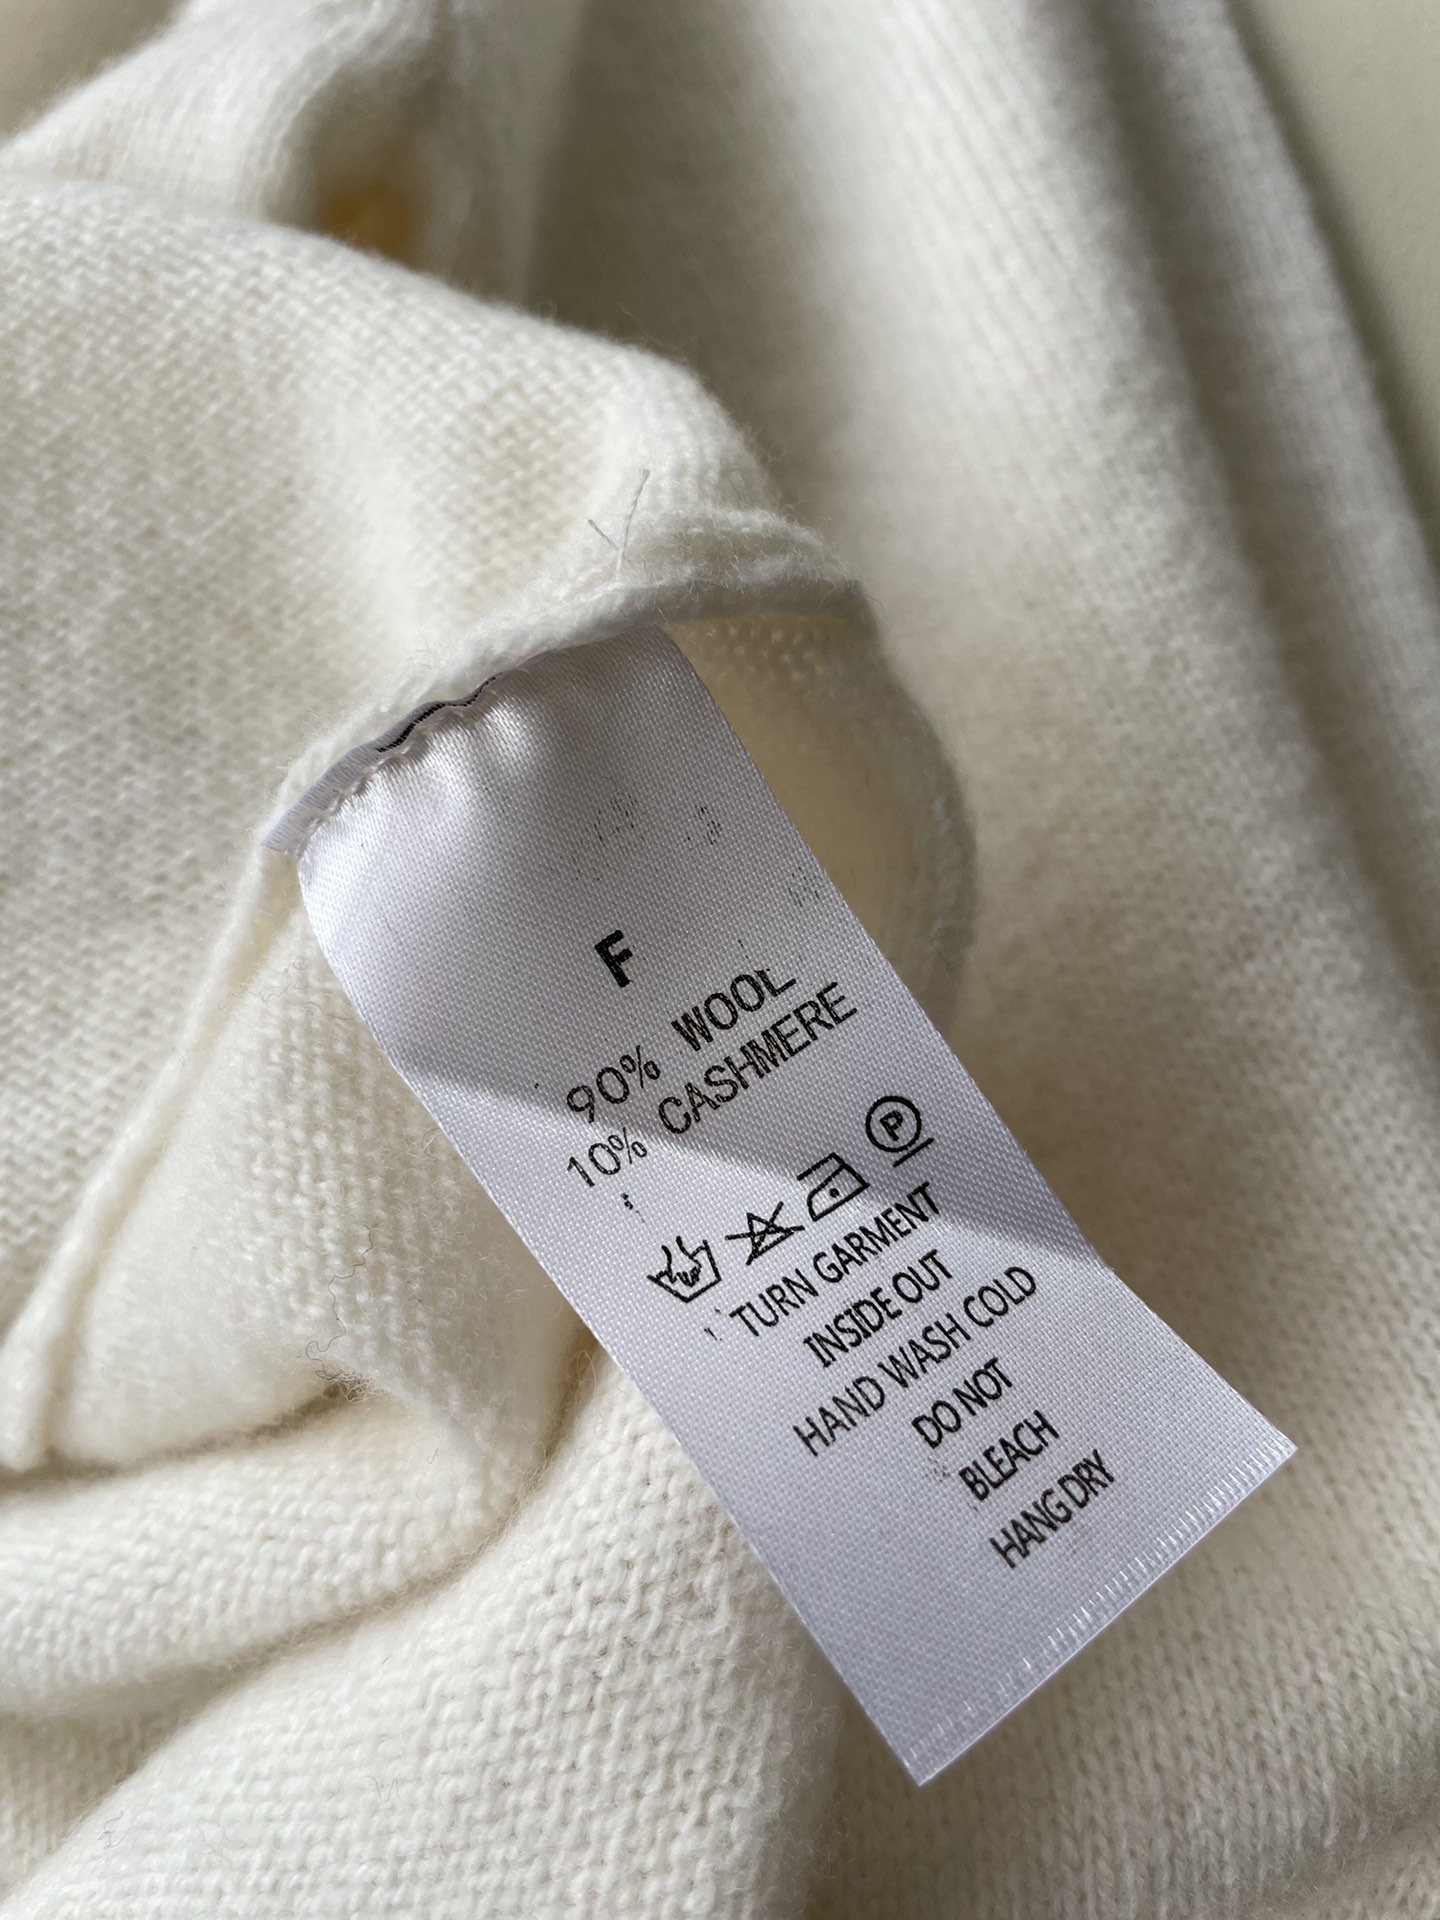 F
90% WOOL
10% CASHMERE
P
TURN GARMENT
INSIDE OUT
HAND WASH COLD
DO NOT
BLEACH
HANG DRY